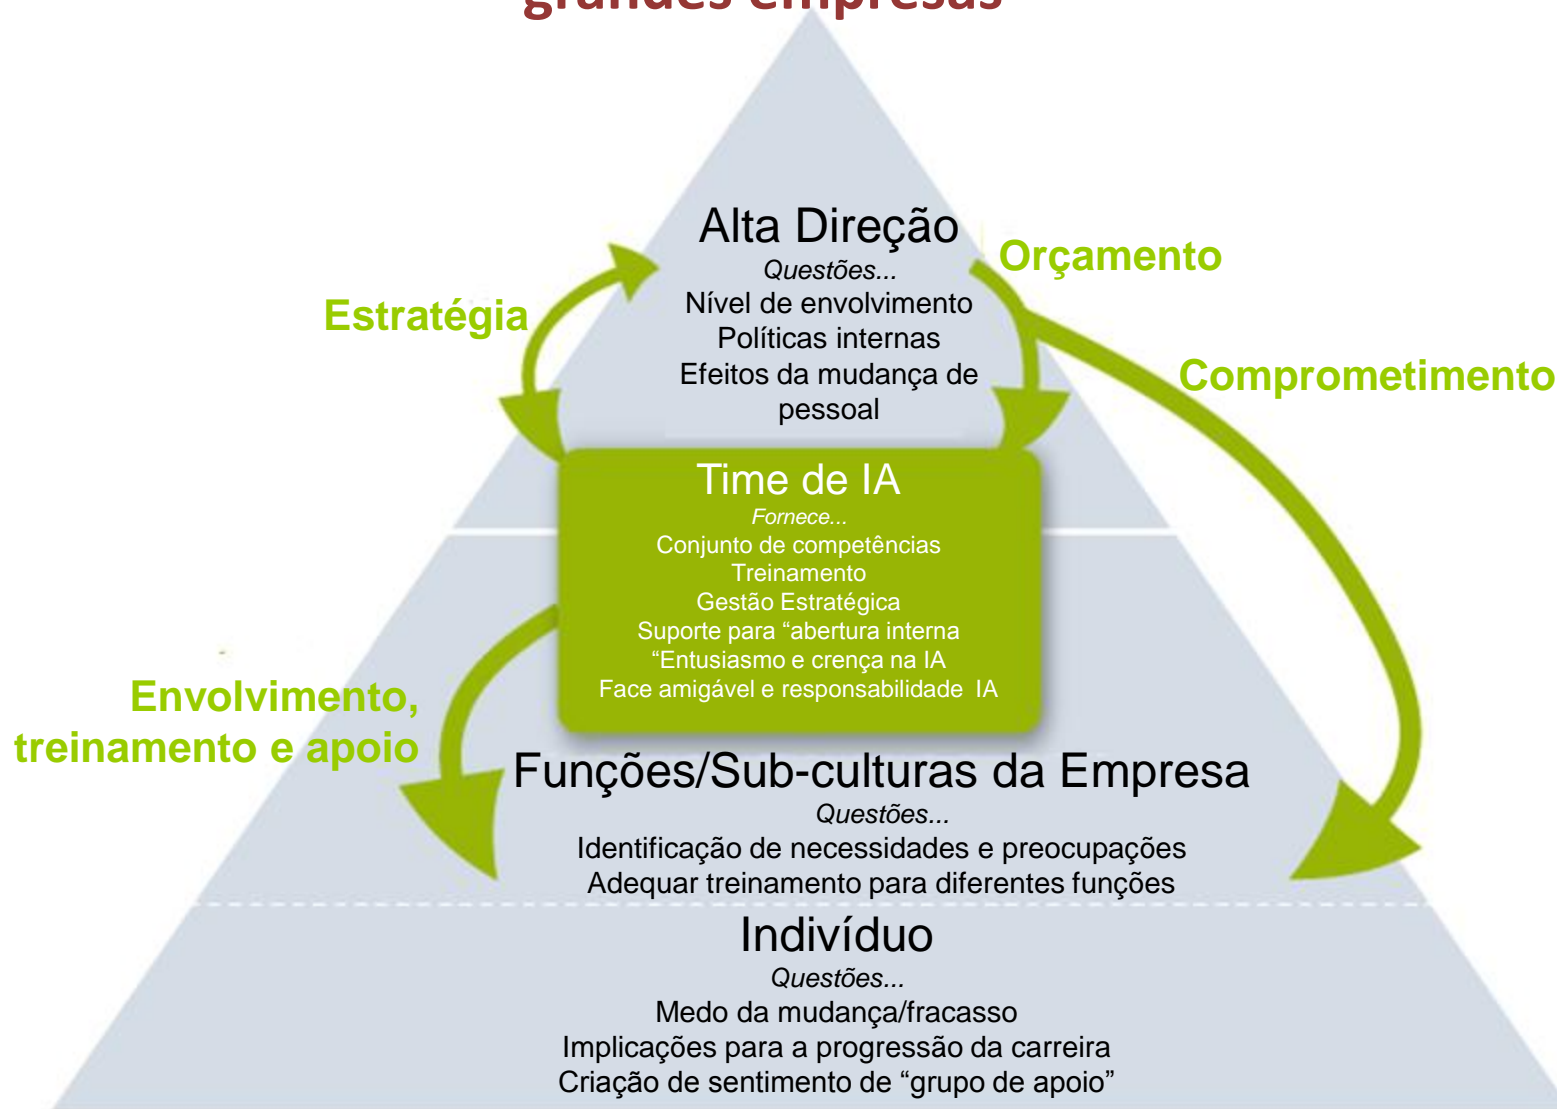 grandes empresas
Alta Direção
Questões...
Nível de envolvimento
Políticas internas
Efeitos da mudança de
pessoal
Orçamento
Estratégia
Comprometimento
Time de IA
Fornece...
Conjunto de competências
Treinamento
Gestão Estratégica
Suporte para “abertura interna
“Entusiasmo e crença na IA
Face amigável e responsabilidade IA
Envolvimento,
treinamento e apoio
Funções/Sub-culturas da Empresa
Questões...
Identificação de necessidades e preocupações
Adequar treinamento para diferentes funções
Indivíduo
Questões...
Medo da mudança/fracasso
Implicações para a progressão da carreira
Criação de sentimento de “grupo de apoio”